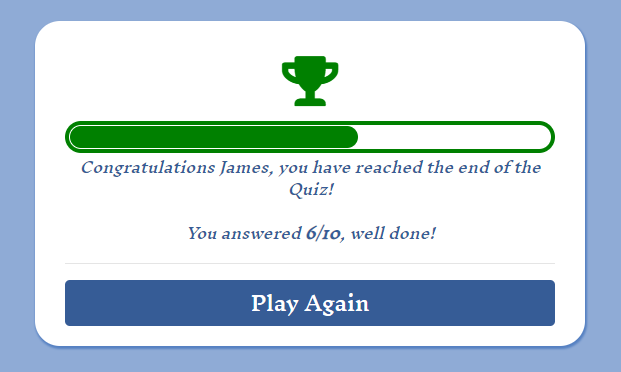 Congratulations James, you have reached the end of the
Quiz!
You answered 6/10, well done!
Play Again